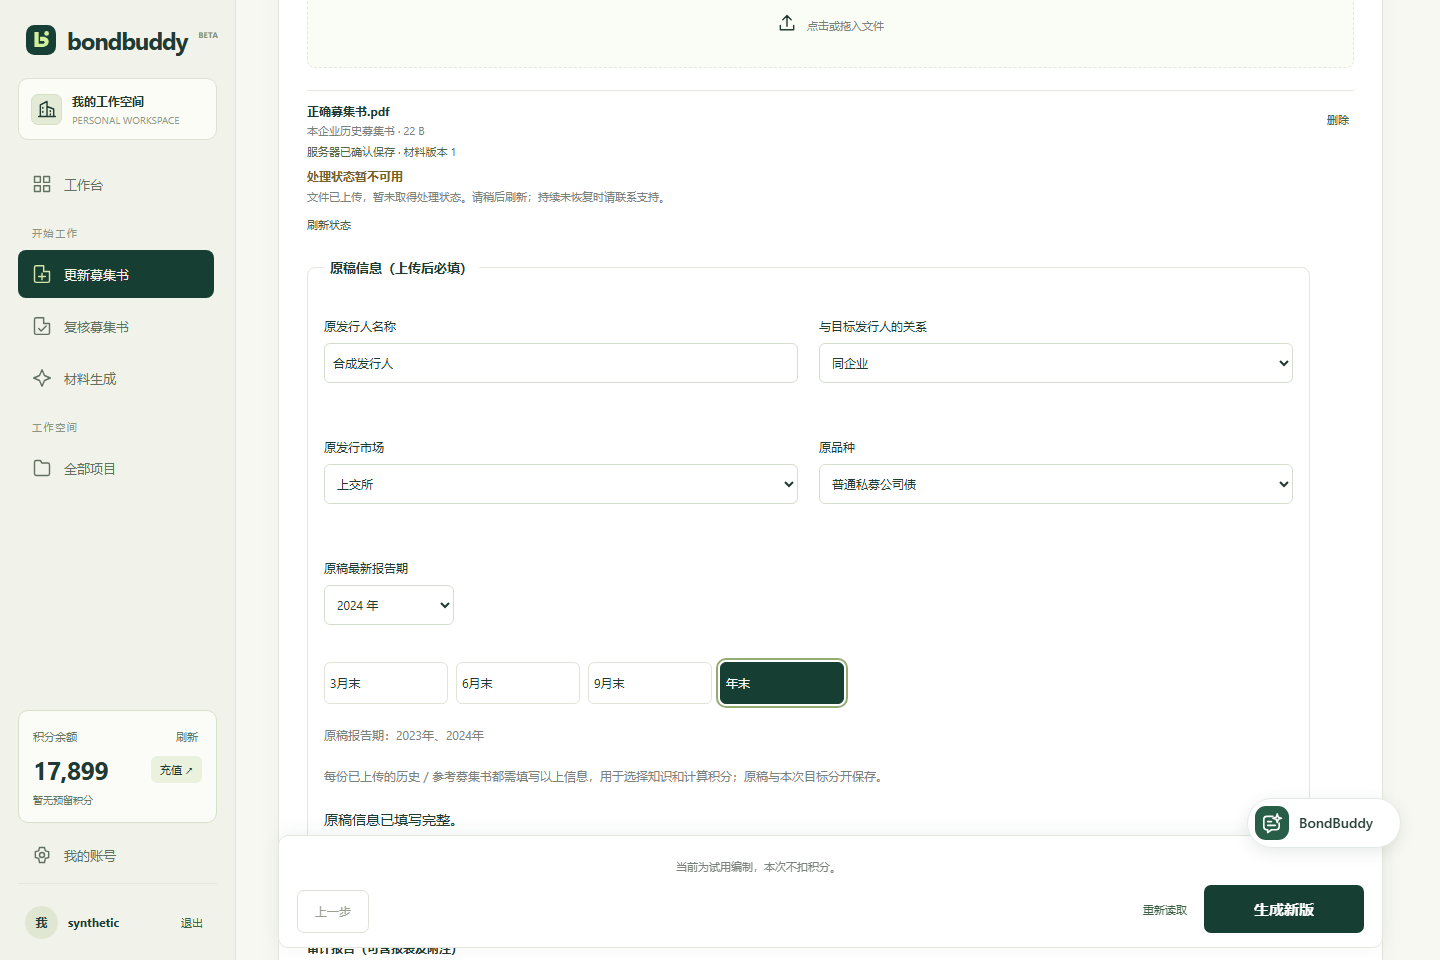 bondbuddy BETA
我的工作空间
PERSONAL WORKSPACE
工作台
开始工作
更新募集书
复核募集书
材料生成
工作空间
全部项目
积分余额 刷新
17,899 充值 ↗
暂无预留积分
我的账号
我 synthetic 退出
点击或拖入文件
正确募集书.pdf
本企业历史募集书 · 22 B
删除
服务器已确认保存 · 材料版本 1
处理状态暂不可用
文件已上传，暂未取得处理状态。请稍后刷新；持续未恢复时请联系支持。
刷新状态
原稿信息（上传后必填）
原发行人名称 与目标发行人的关系
合成发行人 同企业
原发行市场 原品种
上交所 普通私募公司债
原稿最新报告期
2024 年
3月末 6月末 9月末 年末
原稿报告期：2023年、2024年
每份已上传的历史 / 参考募集书都需填写以上信息，用于选择知识和计算积分；原稿与本次目标分开保存。
原稿信息已填写完整。
BondBuddy
当前为试用编制，本次不扣积分。
上一步 重新读取 生成新版
审计报告（可含报表及附注）